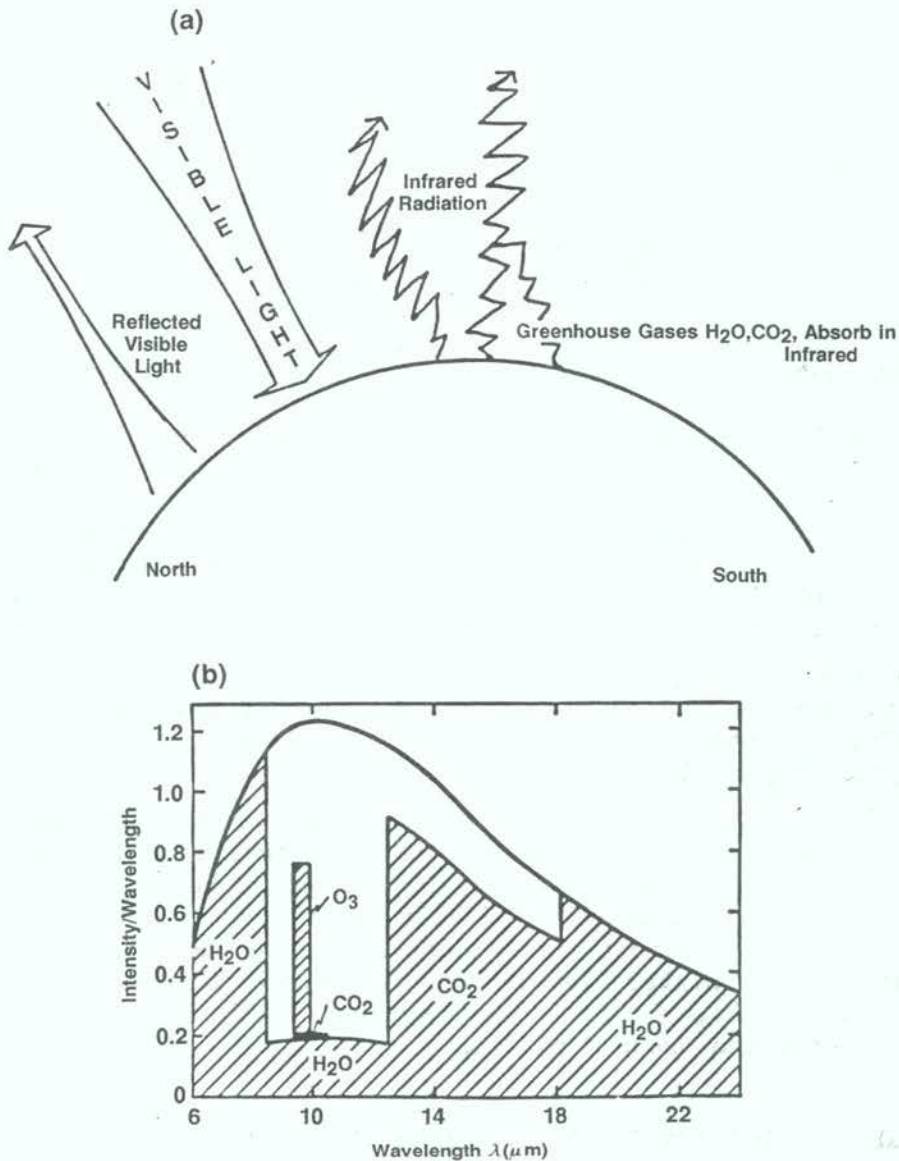 (a)
VISIBLE LIGHT
Infrared
Radiation
Reflected
Visible
Light
Greenhouse Gases H₂O,CO₂, Absorb in
Infrared
North
South
(b)
Intensity/Wavelength
1.2
1.0
0.8
0.6
0.4
0.2
0
O₃
H₂O
CO₂
CO₂
H₂O
H₂O
6
10
14
18
22
Wavelength λ(μm)